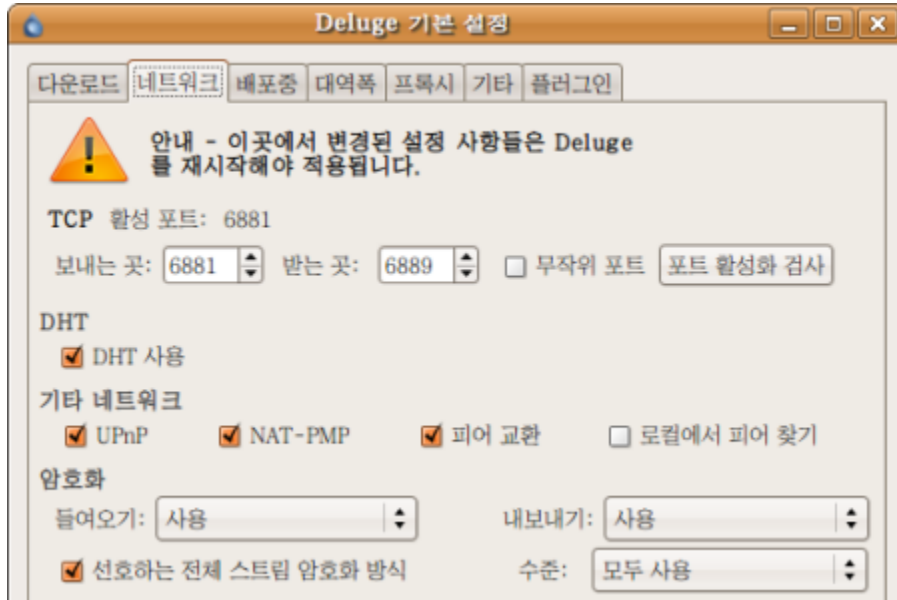 Deluge 기본 설정
다운로드 네트워크 배포중 대역폭 프록시 기타 플러그인
안내 - 이곳에서 변경된 설정 사항들은 Deluge
를 재시작해야 적용됩니다.
TCP 활성 포트: 6881
보내는 곳: 6881 받는 곳: 6889 무작위 포트 포트 활성화 검사
DHT
DHT 사용
기타 네트워크
UPnP NAT-PMP 피어 교환 로컬에서 피어 찾기
암호화
들여오기: 사용 내보내기: 사용
선호하는 전체 스트림 암호화 방식 수준: 모두 사용